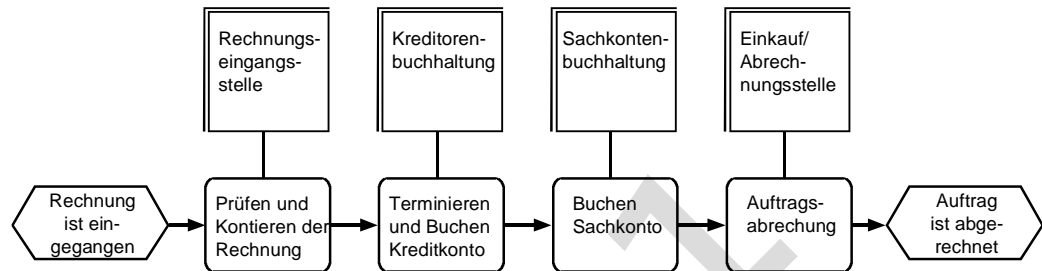 Rechnungs-
eingangs-
stelle
Kreditoren-
buchhaltung
Sachkonten-
buchhaltung
Einkauf/
Abrech-
nungsstelle
Rechnung
ist ein-
gegangen
Prüfen und
Kontieren der
Rechnung
Terminieren
und Buchen
Kreditkonto
Buchen
Sachkonto
Auftrags-
abrechung
Auftrag
ist abge-
rechnet